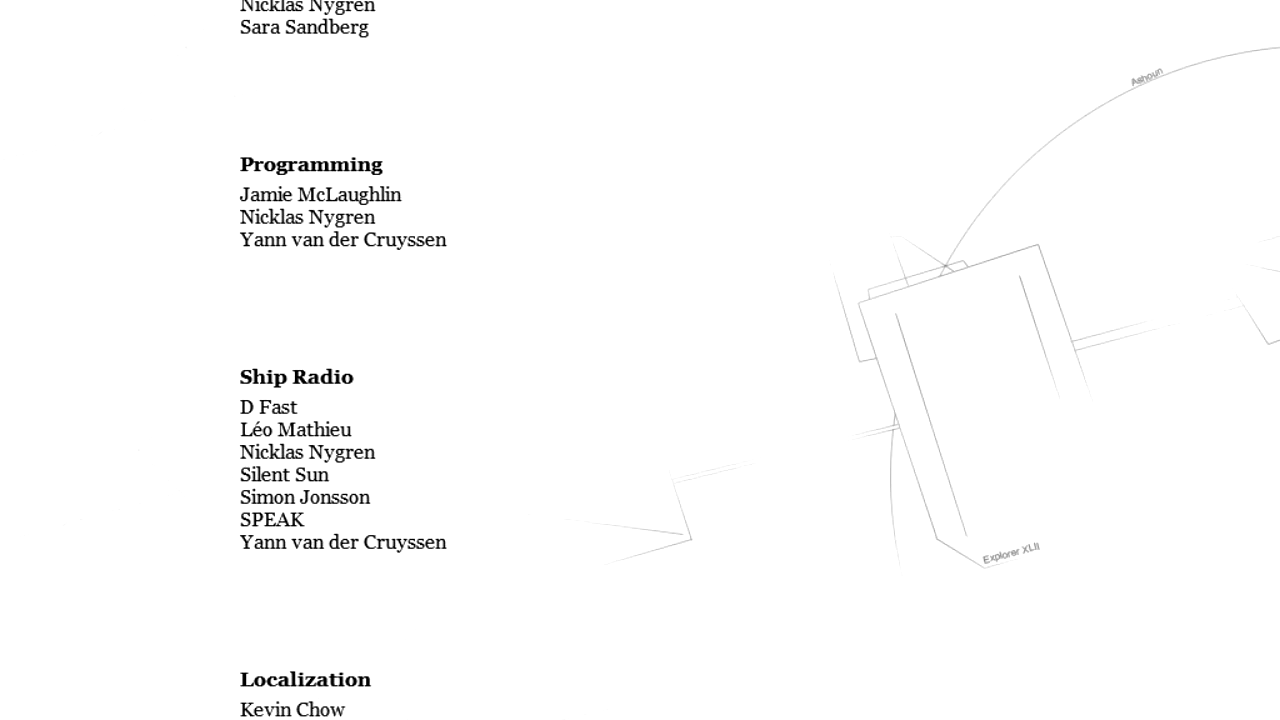 Nicklas Nygren
Sara Sandberg
Programming
Jamie McLaughlin
Nicklas Nygren
Yann van der Cruyssen
Ship Radio
D Fast
Léo Mathieu
Nicklas Nygren
Silent Sun
Simon Jonsson
SPEAK
Yann van der Cruyssen
Localization
Kevin Chow
Ashoun
Explorer XLII